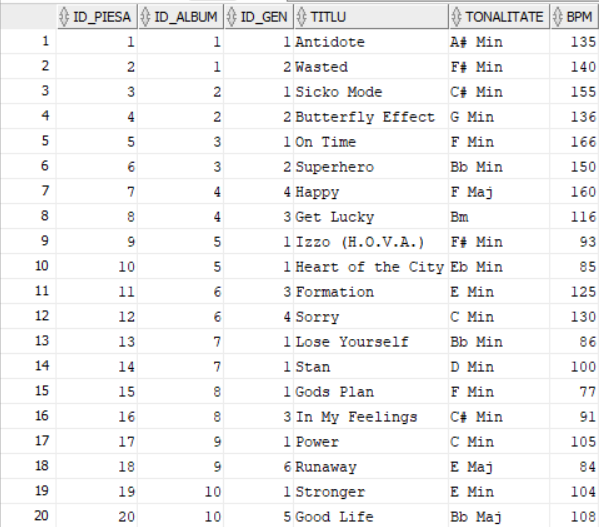 ID_PIESA ID_ALBUM ID_GEN TITLU TONALITATE BPM
1 1 1 1 Antidote A# Min 135
2 2 1 2 Wasted F# Min 140
3 3 2 1 Sicko Mode C# Min 155
4 4 2 2 Butterfly Effect G Min 136
5 5 3 1 On Time F Min 166
6 6 3 2 Superhero Bb Min 150
7 7 4 4 Happy F Maj 160
8 8 4 3 Get Lucky Bm 116
9 9 5 1 Izzo (H.O.V.A.) F# Min 93
10 10 5 1 Heart of the City Eb Min 85
11 11 6 3 Formation E Min 125
12 12 6 4 Sorry C Min 130
13 13 7 1 Lose Yourself Bb Min 86
14 14 7 1 Stan D Min 100
15 15 8 1 Gods Plan F Min 77
16 16 8 3 In My Feelings C# Min 91
17 17 9 1 Power C Min 105
18 18 9 6 Runaway E Maj 84
19 19 10 1 Stronger E Min 104
20 20 10 5 Good Life Bb Maj 108